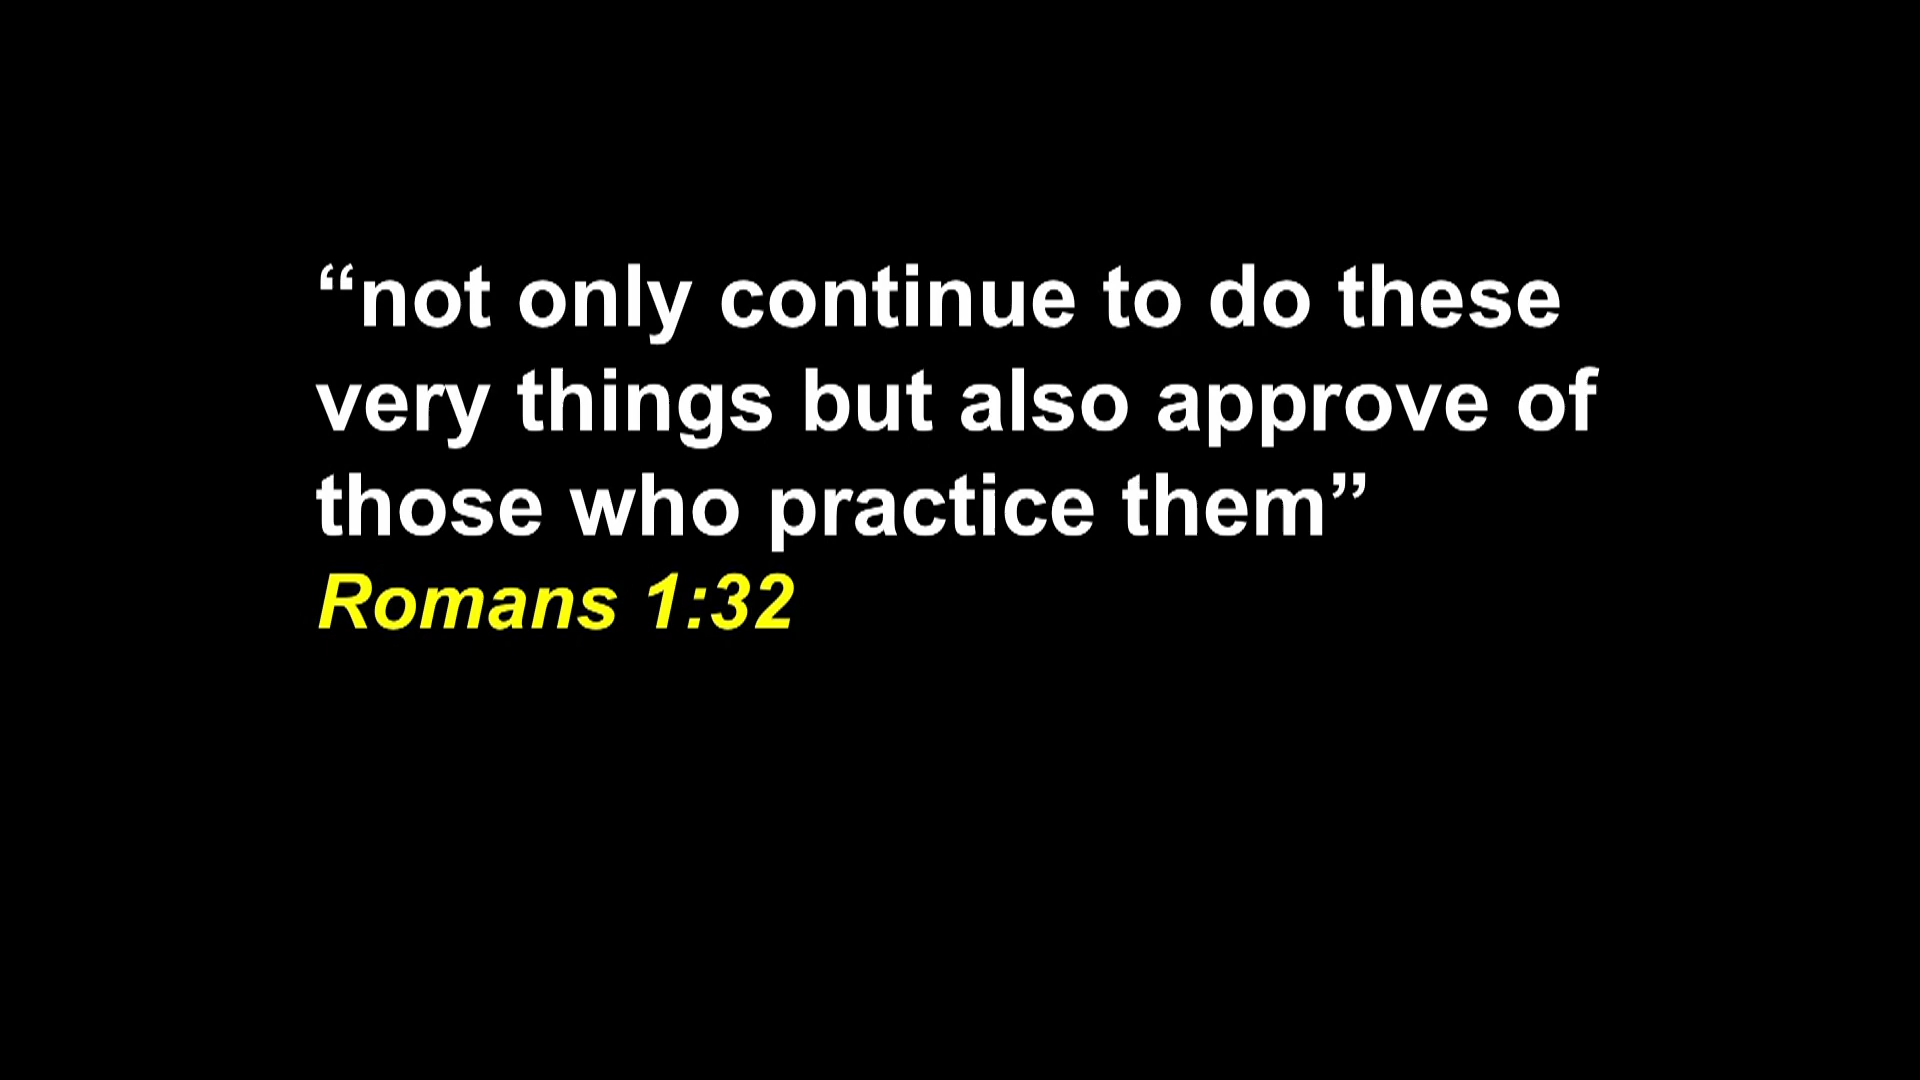 “not only continue to do these
very things but also approve of
those who practice them”
Romans 1:32